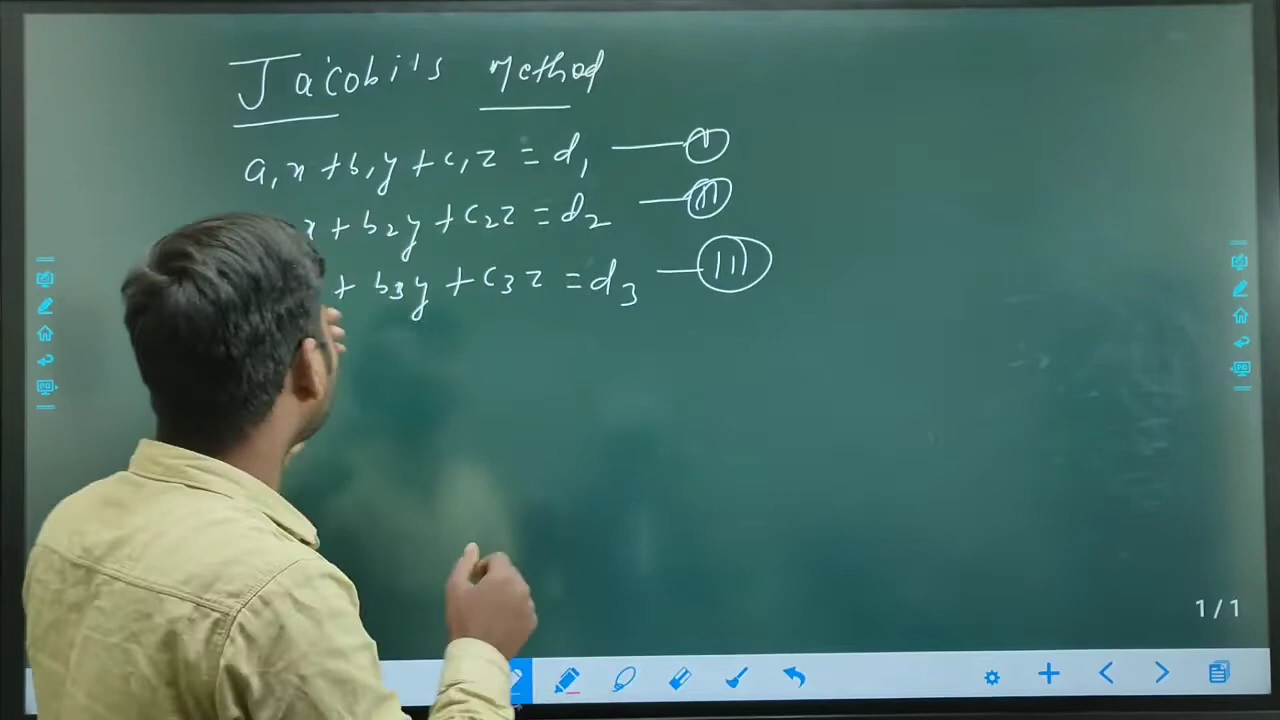 Jacobi's Method
a₁x + b₁y + c₁z = d₁ — I
x + b₂y + c₂z = d₂ — II
+ b₃y + c₃z = d₃ — III
1/1